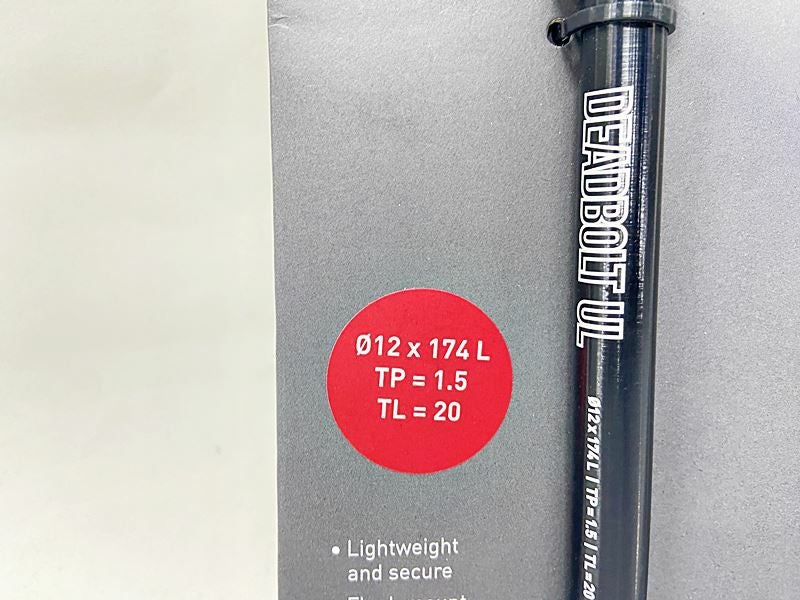 DEADBOLT UL
Ø12 x 174 L | TP = 1.5 | TL = 20
Ø12 x 174 L
TP = 1.5
TL = 20
• Lightweight
and secure